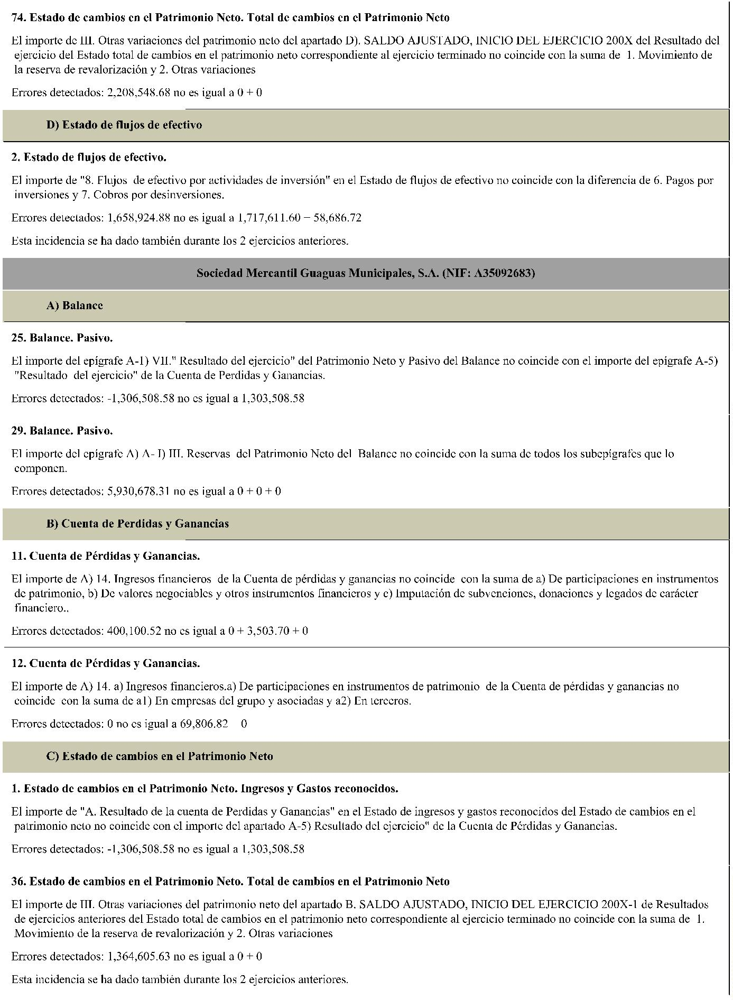 74. Estado de cambios en el Patrimonio Neto. Total de cambios en el Patrimonio Neto
El importe de III. Otras variaciones del patrimonio neto del apartado D). SALDO AJUSTADO, INICIO DEL EJERCICIO 200X del Resultado del
ejercicio del Estado total de cambios en el patrimonio neto correspondiente al ejercicio terminado no coincide con la suma de 1. Movimiento de
la reserva de revalorización y 2. Otras variaciones
Errores detectados: 2,208,548.68 no es igual a 0 + 0
D) Estado de flujos de efectivo
2. Estado de flujos de efectivo.
El importe de "8. Flujos de efectivo por actividades de inversión" en el Estado de flujos de efectivo no coincide con la diferencia de 6. Pagos por
inversiones y 7. Cobros por desinversiones.
Errores detectados: 1,658,924.88 no es igual a 1,717,611.60 − 58,686.72
Esta incidencia se ha dado también durante los 2 ejercicios anteriores.
Sociedad Mercantil Guaguas Municipales, S.A. (NIF: A35092683)
A) Balance
25. Balance. Pasivo.
El importe del epígrafe A-1) VII." Resultado del ejercicio" del Patrimonio Neto y Pasivo del Balance no coincide con el importe del epígrafe A-5)
"Resultado del ejercicio" de la Cuenta de Perdidas y Ganancias.
Errores detectados: -1,306,508.58 no es igual a 1,303,508.58
29. Balance. Pasivo.
El importe del epígrafe A) A- I) III. Reservas del Patrimonio Neto del Balance no coincide con la suma de todos los subepígrafes que lo
componen.
Errores detectados: 5,930,678.31 no es igual a 0 + 0 + 0
B) Cuenta de Perdidas y Ganancias
11. Cuenta de Pérdidas y Ganancias.
El importe de A) 14. Ingresos financieros de la Cuenta de pérdidas y ganancias no coincide con la suma de a) De participaciones en instrumentos
de patrimonio, b) De valores negociables y otros instrumentos financieros y c) Imputación de subvenciones, donaciones y legados de carácter
financiero..
Errores detectados: 400,100.52 no es igual a 0 + 3,503.70 + 0
12. Cuenta de Pérdidas y Ganancias.
El importe de A) 14. a) Ingresos financieros.a) De participaciones en instrumentos de patrimonio de la Cuenta de pérdidas y ganancias no
coincide con la suma de a1) En empresas del grupo y asociadas y a2) En terceros.
Errores detectados: 0 no es igual a 69,806.82 0
C) Estado de cambios en el Patrimonio Neto
1. Estado de cambios en el Patrimonio Neto. Ingresos y Gastos reconocidos.
El importe de "A. Resultado de la cuenta de Perdidas y Ganancias" en el Estado de ingresos y gastos reconocidos del Estado de cambios en el
patrimonio neto no coincide con el importe del apartado A-5) Resultado del ejercicio" de la Cuenta de Pérdidas y Ganancias.
Errores detectados: -1,306,508.58 no es igual a 1,303,508.58
36. Estado de cambios en el Patrimonio Neto. Total de cambios en el Patrimonio Neto
El importe de III. Otras variaciones del patrimonio neto del apartado B. SALDO AJUSTADO, INICIO DEL EJERCICIO 200X-1 de Resultados
de ejercicios anteriores del Estado total de cambios en el patrimonio neto correspondiente al ejercicio terminado no coincide con la suma de 1.
Movimiento de la reserva de revalorización y 2. Otras variaciones
Errores detectados: 1,364,605.63 no es igual a 0 + 0
Esta incidencia se ha dado también durante los 2 ejercicios anteriores.